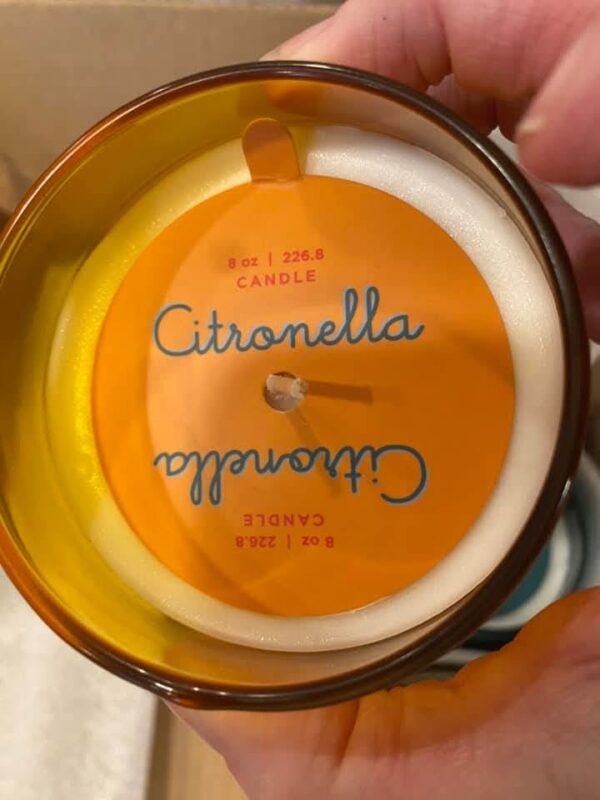 8 oz | 226.8
CANDLE
Citronella
Citronella
CANDLE
8 oz | 226.8